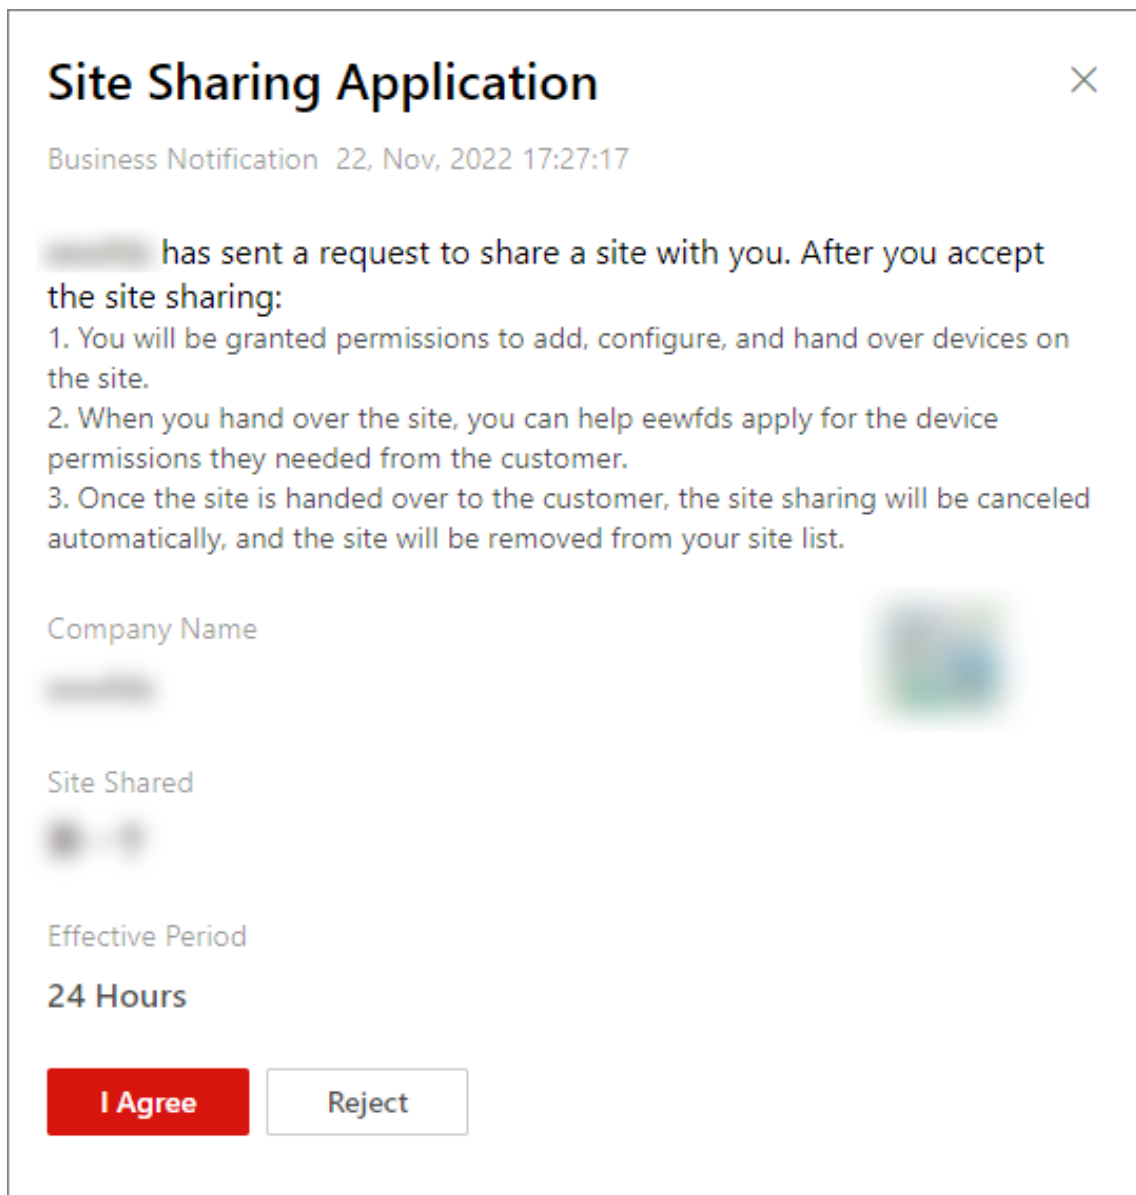 Site Sharing Application
Business Notification 22, Nov, 2022 17:27:17
has sent a request to share a site with you. After you accept
the site sharing:
1. You will be granted permissions to add, configure, and hand over devices on
the site.
2. When you hand over the site, you can help eewfds apply for the device
permissions they needed from the customer.
3. Once the site is handed over to the customer, the site sharing will be canceled
automatically, and the site will be removed from your site list.
Company Name
Site Shared
Effective Period
24 Hours
I Agree
Reject